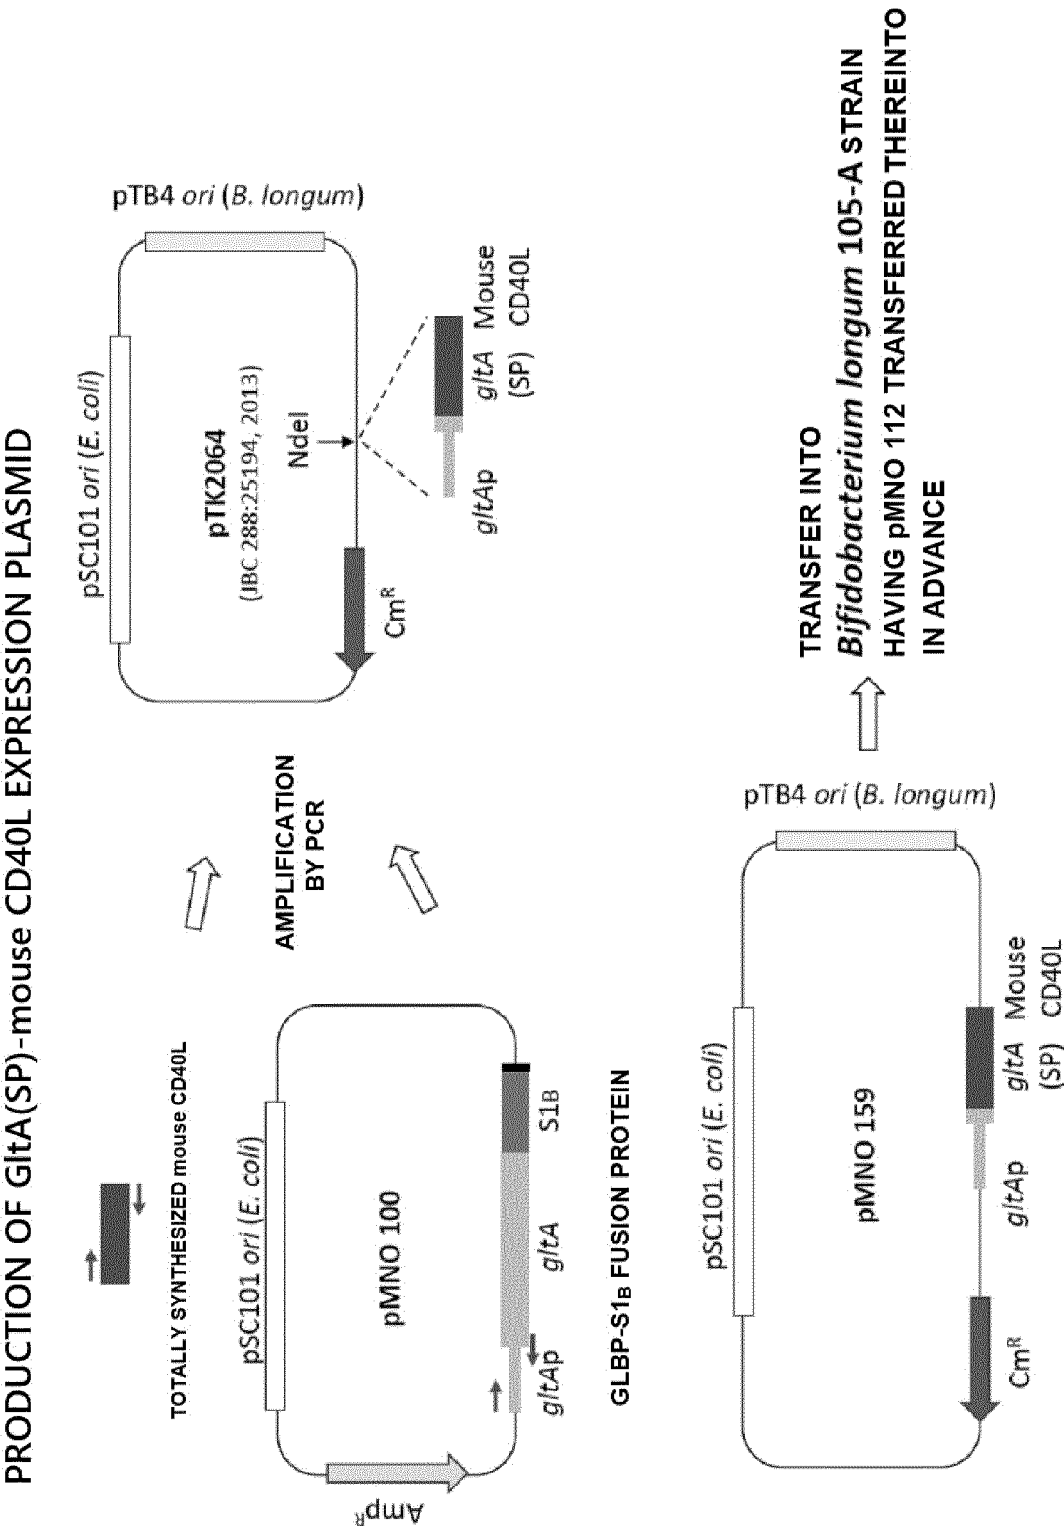 PRODUCTION OF GltA(SP)-mouse CD40L EXPRESSION PLASMID
TOTALLY SYNTHESIZED mouse CD40L
pSC101 ori (E. coli)
pMNO 100
AmpR
gltAp
gltA
S1B
GLBP-S1B FUSION PROTEIN
AMPLIFICATION
BY PCR
pSC101 ori (E. coli)
pTK2064
(JBC 288:25194, 2013)
NdeI
pTB4 ori (B. longum)
CmR
gltAp
gltA
(SP)
Mouse
CD40L
pSC101 ori (E. coli)
pMNO 159
pTB4 ori (B. longum)
CmR
gltAp
gltA
(SP)
Mouse
CD40L
TRANSFER INTO
Bifidobacterium longum 105-A STRAIN
HAVING pMNO 112 TRANSFERRED THEREINTO
IN ADVANCE